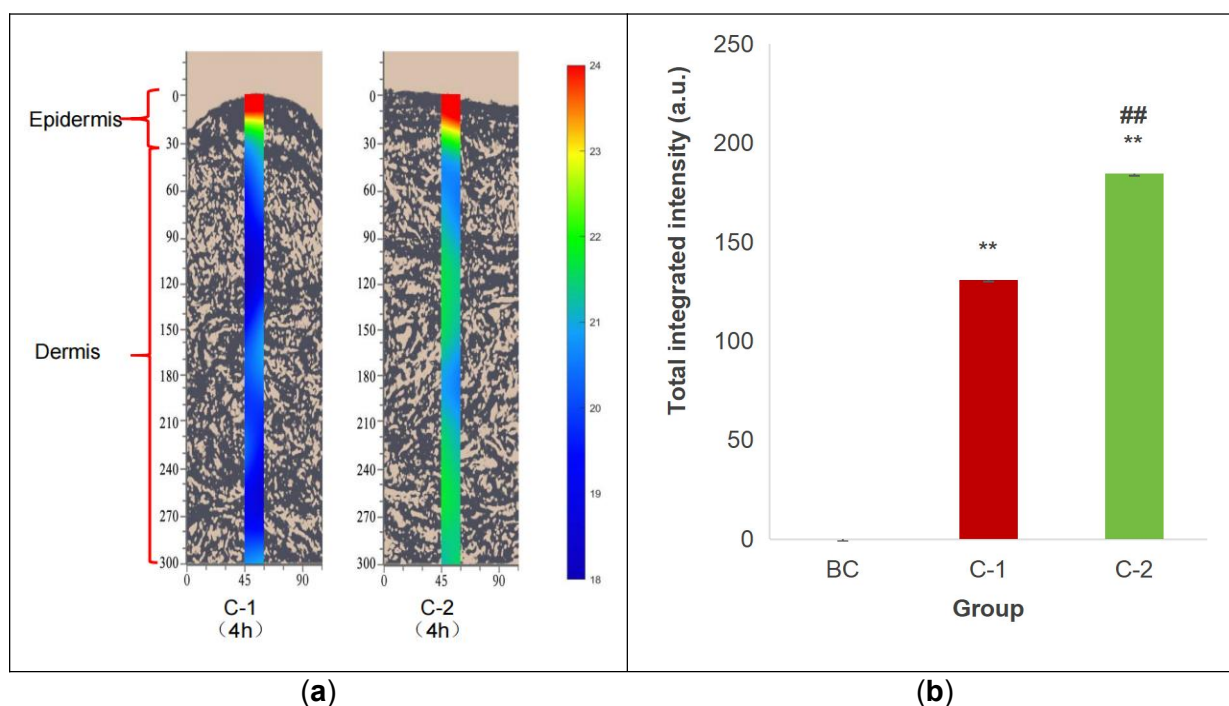 Epidermis
Dermis
0
30
60
90
120
150
180
210
240
270
300
0 45 90
C-1
（4h）
0
30
60
90
120
150
180
210
240
270
300
0 45 90
C-2
（4h）
24
23
22
21
20
19
18
(a)
Total integrated intensity (a.u.)
250
200
150
100
50
0
**
##
**
BC C-1 C-2
Group
(b)